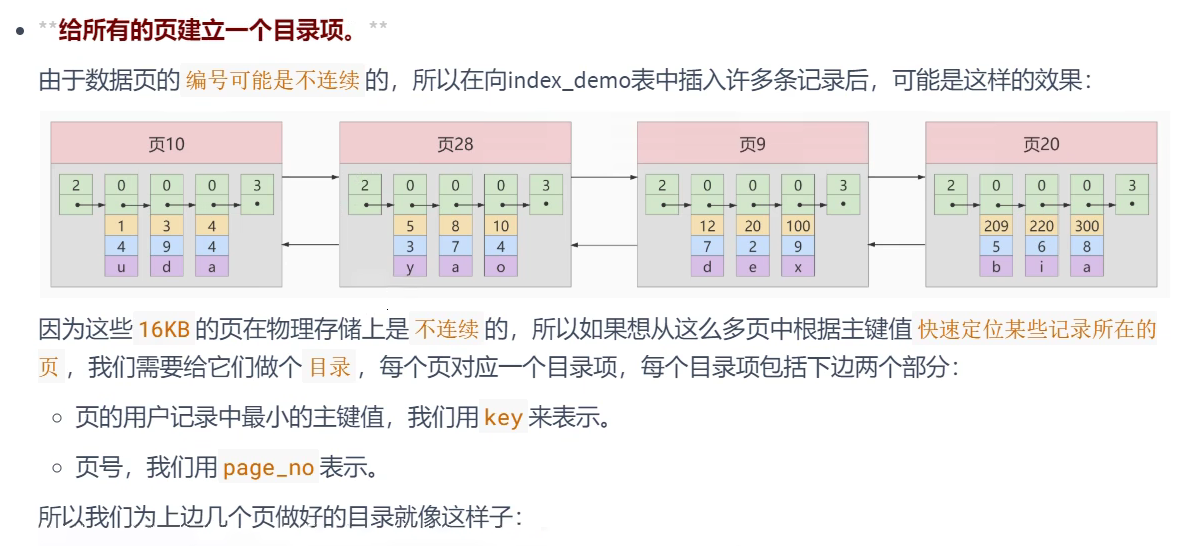 **给所有的页建立一个目录项。**
由于数据页的 编号可能是不连续 的，所以在向index_demo表中插入许多条记录后，可能是这样的效果：
页10 页28 页9 页20
2 0 0 0 3 2 0 0 0 3 2 0 0 0 3 2 0 0 0 3
1 3 4 5 8 10 12 20 100 209 220 300
4 9 4 3 7 4 7 2 9 5 6 8
u d a y a o d e x b i a
因为这些 16KB 的页在物理存储上是 不连续 的，所以如果想从这么多页中根据主键值 快速定位某些记录所在的
页 ，我们需要给它们做个 目录 ，每个页对应一个目录项，每个目录项包括下边两个部分：
页的用户记录中最小的主键值，我们用 key 来表示。
页号，我们用 page_no 表示。
所以我们为上边几个页做好的目录就像这样子：